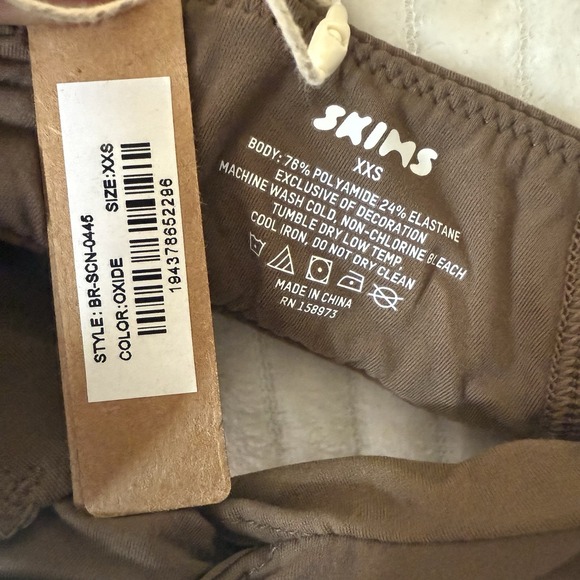 STYLE: BR-SCN-0445
COLOR:OXIDE SIZE:XXS
194378652296
SKIMS
XXS
BODY: 76% POLYAMIDE 24% ELASTANE
EXCLUSIVE OF DECORATION
MACHINE WASH COLD, NON-CHLORINE BLEACH
TUMBLE DRY LOW TEMP,
COOL IRON, DO NOT DRY CLEAN
MADE IN CHINA
RN 158973